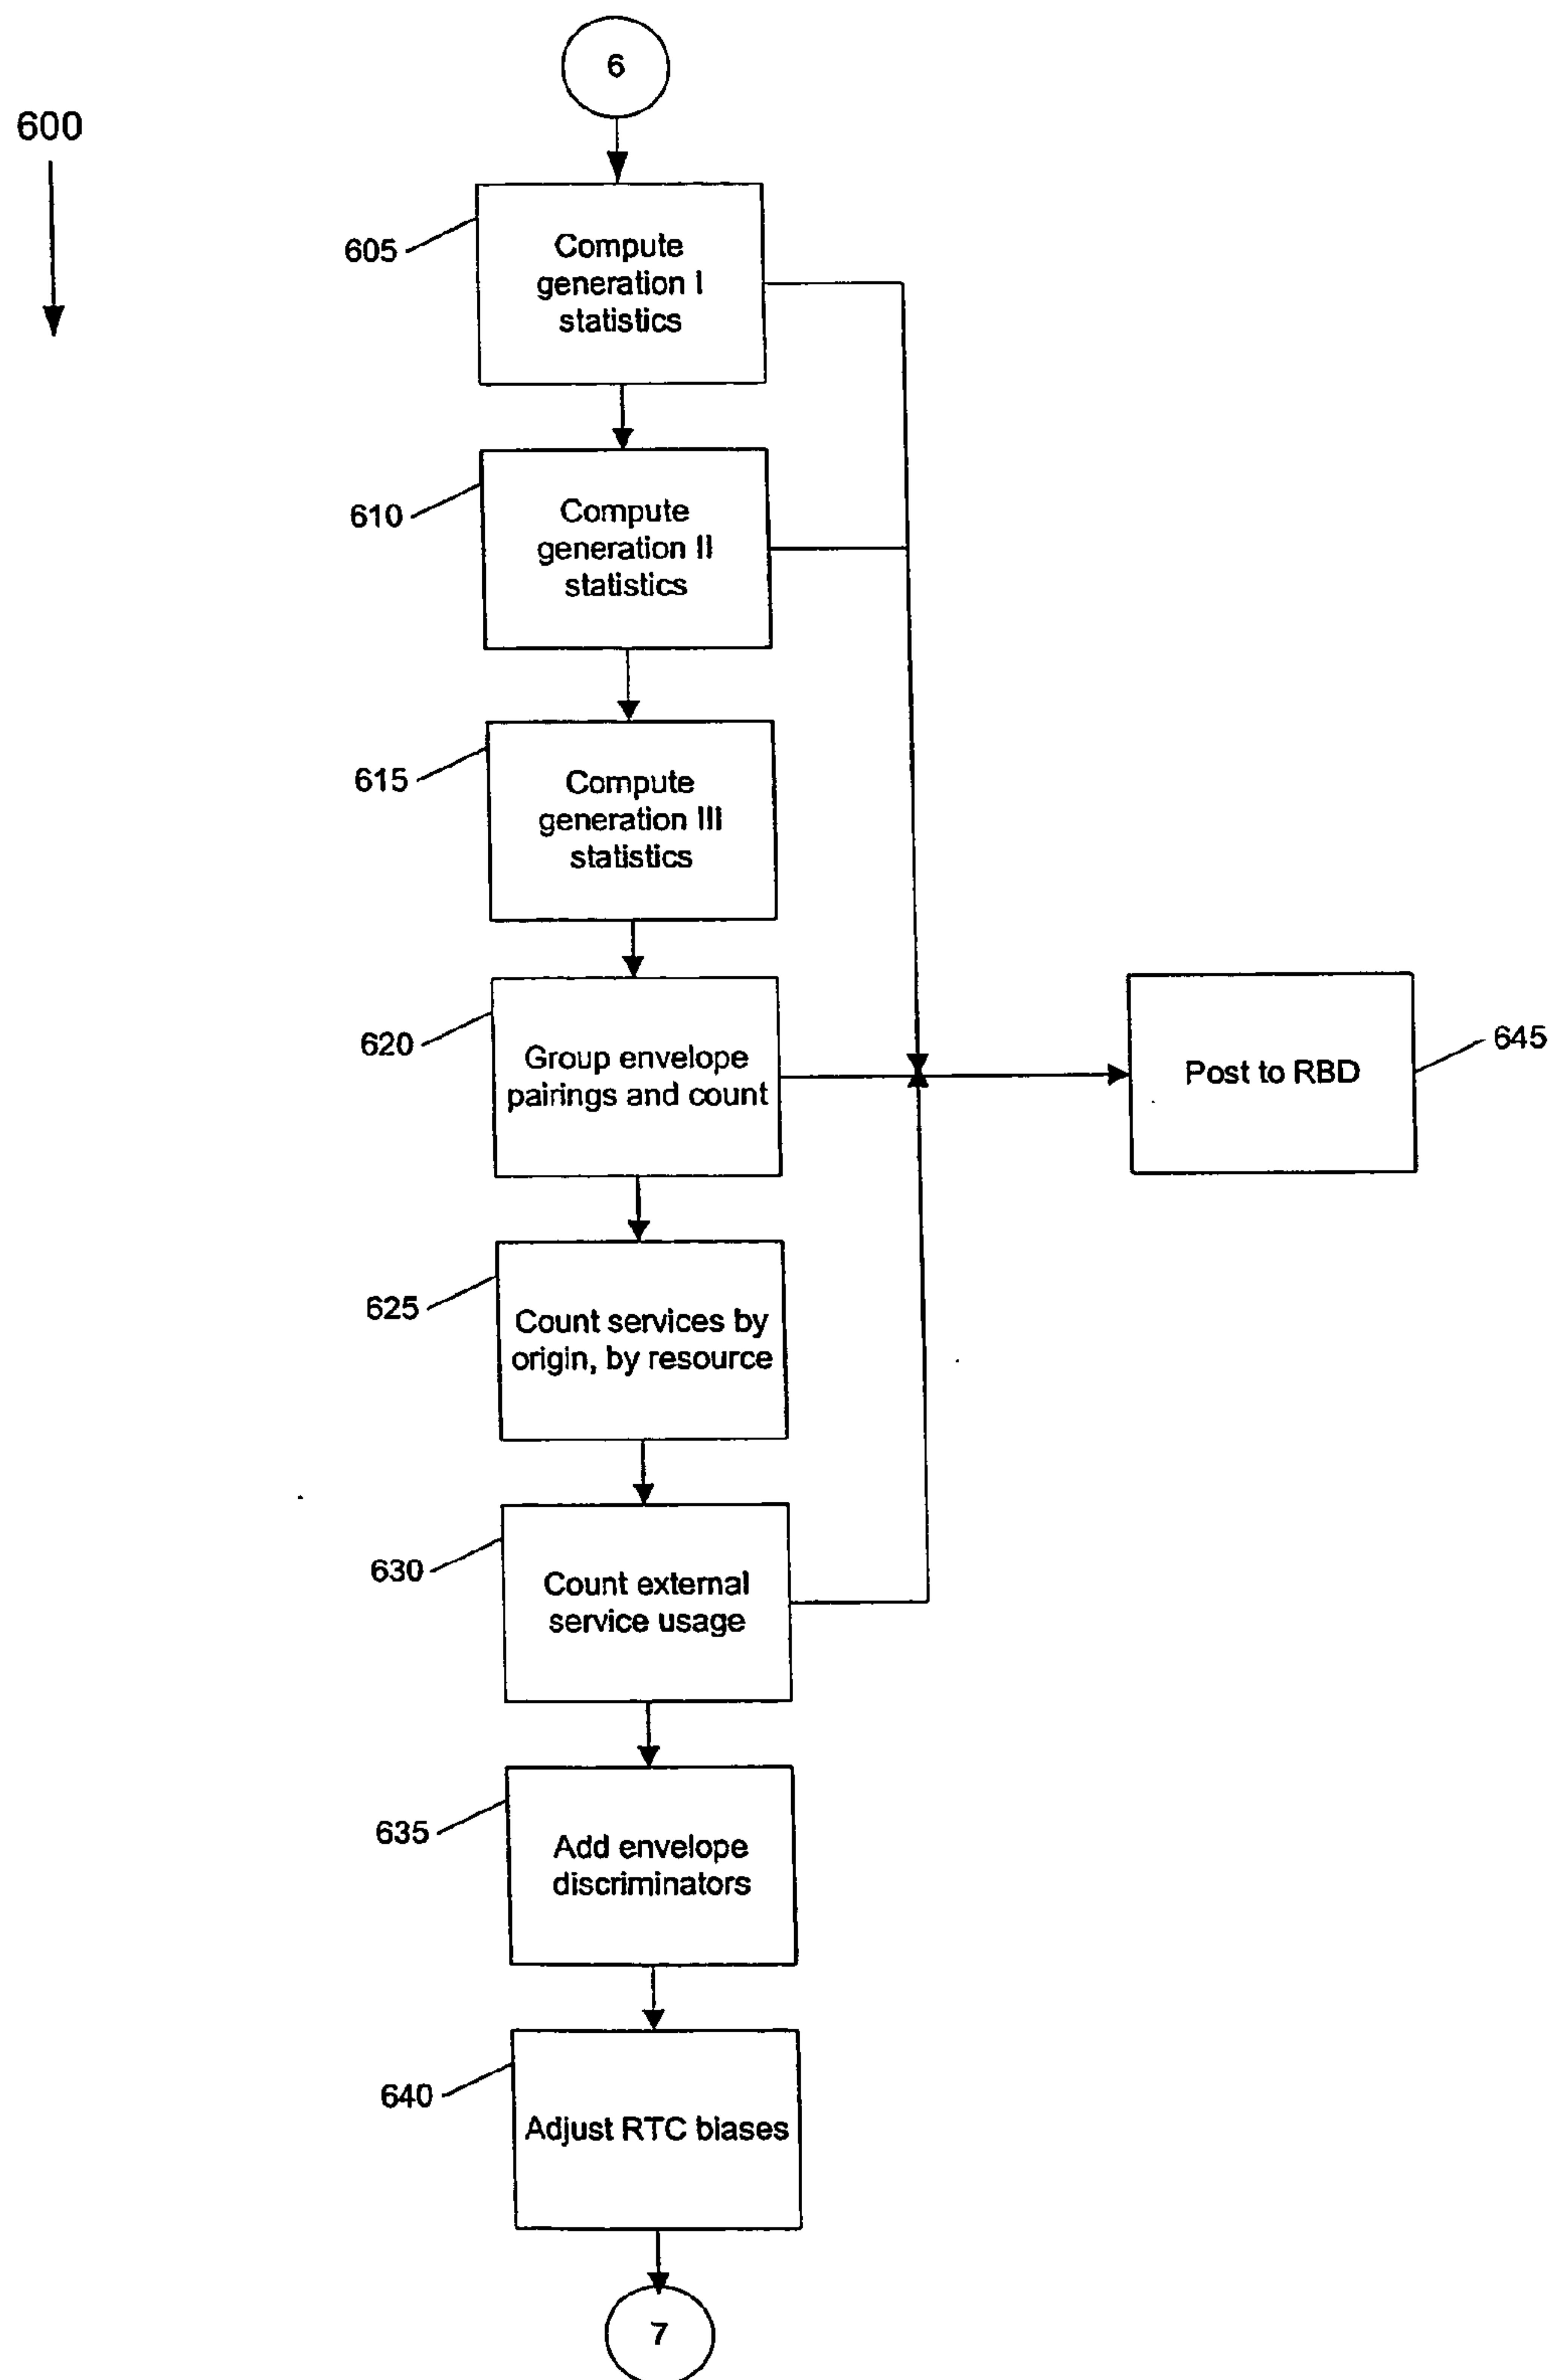 6
600
605
Compute
generation I
statistics
610
Compute
generation II
statistics
615
Compute
generation III
statistics
620
Group envelope
pairings and count
Post to RBD
645
625
Count services by
origin, by resource
630
Count external
service usage
635
Add envelope
discriminators
640
Adjust RTC biases
7